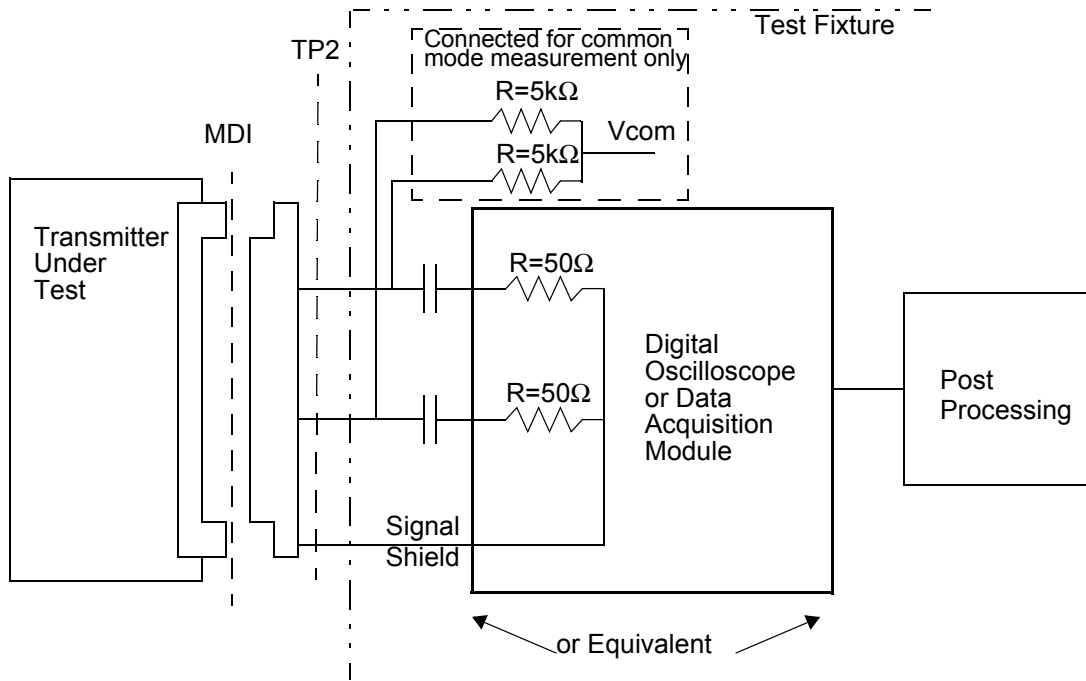 Test Fixture
TP2
Connected for common
mode measurement only
R=5kΩ
Vcom
R=5kΩ
MDI
Transmitter
Under
Test
R=50Ω
R=50Ω
Digital
Oscilloscope
or Data
Acquisition
Module
Post
Processing
Signal
Shield
or Equivalent